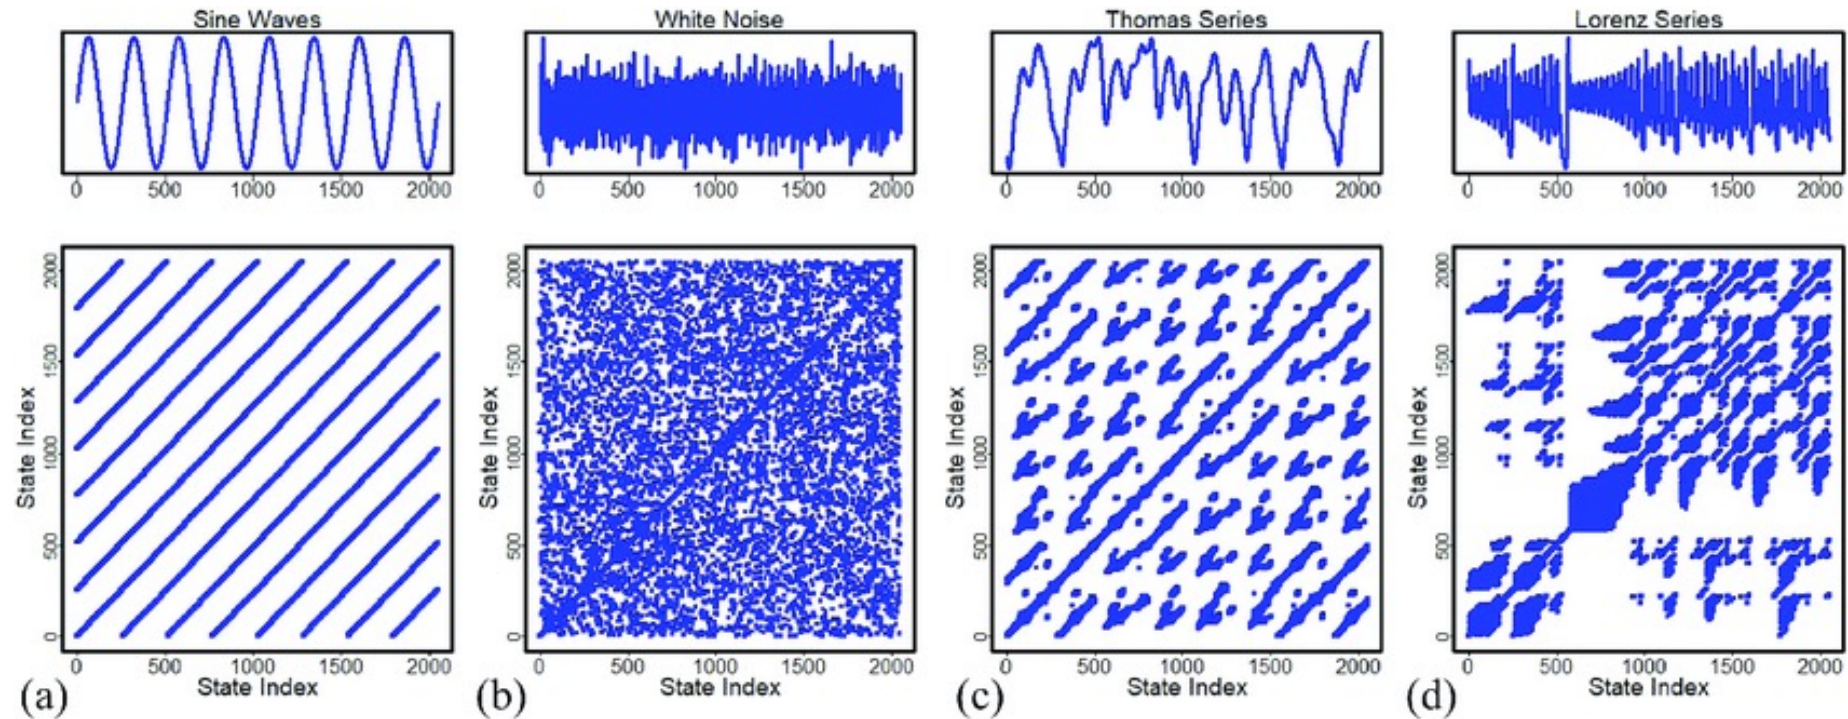 Sine Waves
White Noise
Thomas Series
Lorenz Series
0 500 1000 1500 2000
0 500 1000 1500 2000
0 500 1000 1500 2000
0 500 1000 1500 2000
State Index
2000
1500
1000
500
0
State Index
2000
1500
1000
500
0
State Index
2000
1500
1000
500
0
State Index
2000
1500
1000
500
0
0 500 1000 1500 2000
0 500 1000 1500 2000
0 500 1000 1500 2000
0 500 1000 1500 2000
(a) State Index
(b) State Index
(c) State Index
(d) State Index